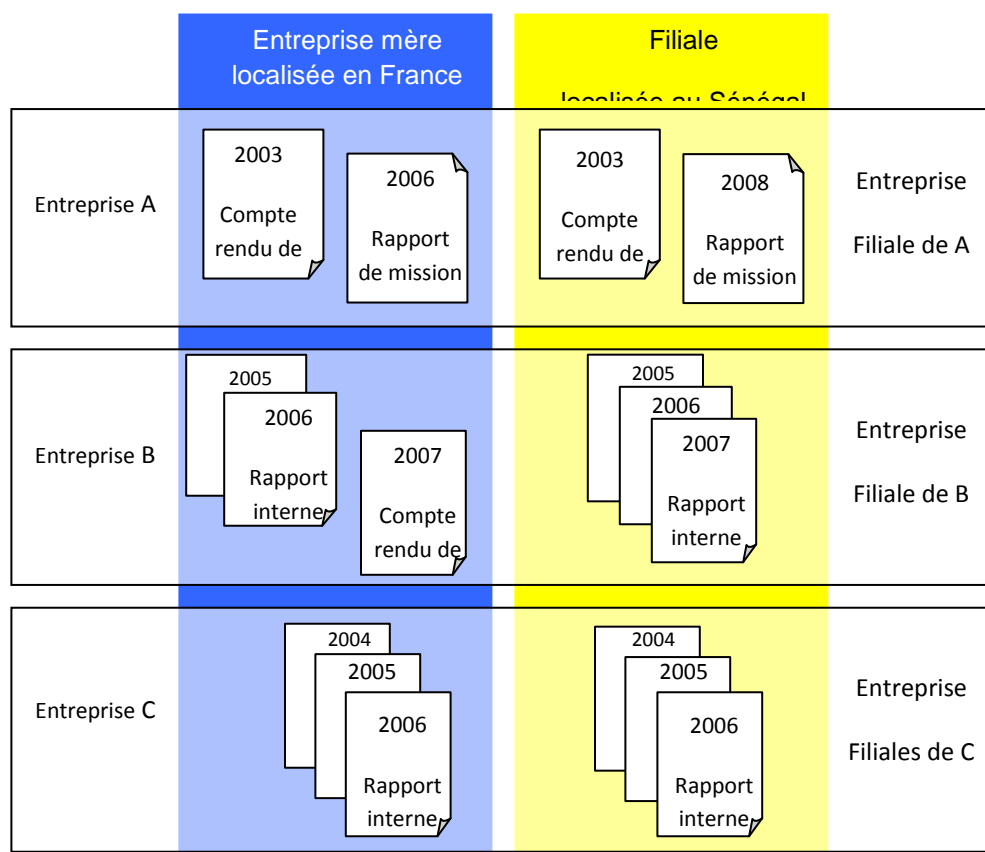 Entreprise mère
localisée en France
Filiale
localisée au Sénégal
Entreprise A
2003
Compte
rendu de
2006
Rapport
de mission
2003
Compte
rendu de
2008
Rapport
de mission
Entreprise
Filiale de A
Entreprise B
2005
2006
Rapport
interne
2007
Compte
rendu de
2005
2006
2007
Rapport
interne
Entreprise
Filiale de B
Entreprise C
2004
2005
2006
Rapport
interne
2004
2005
2006
Rapport
interne
Entreprise
Filiales de C